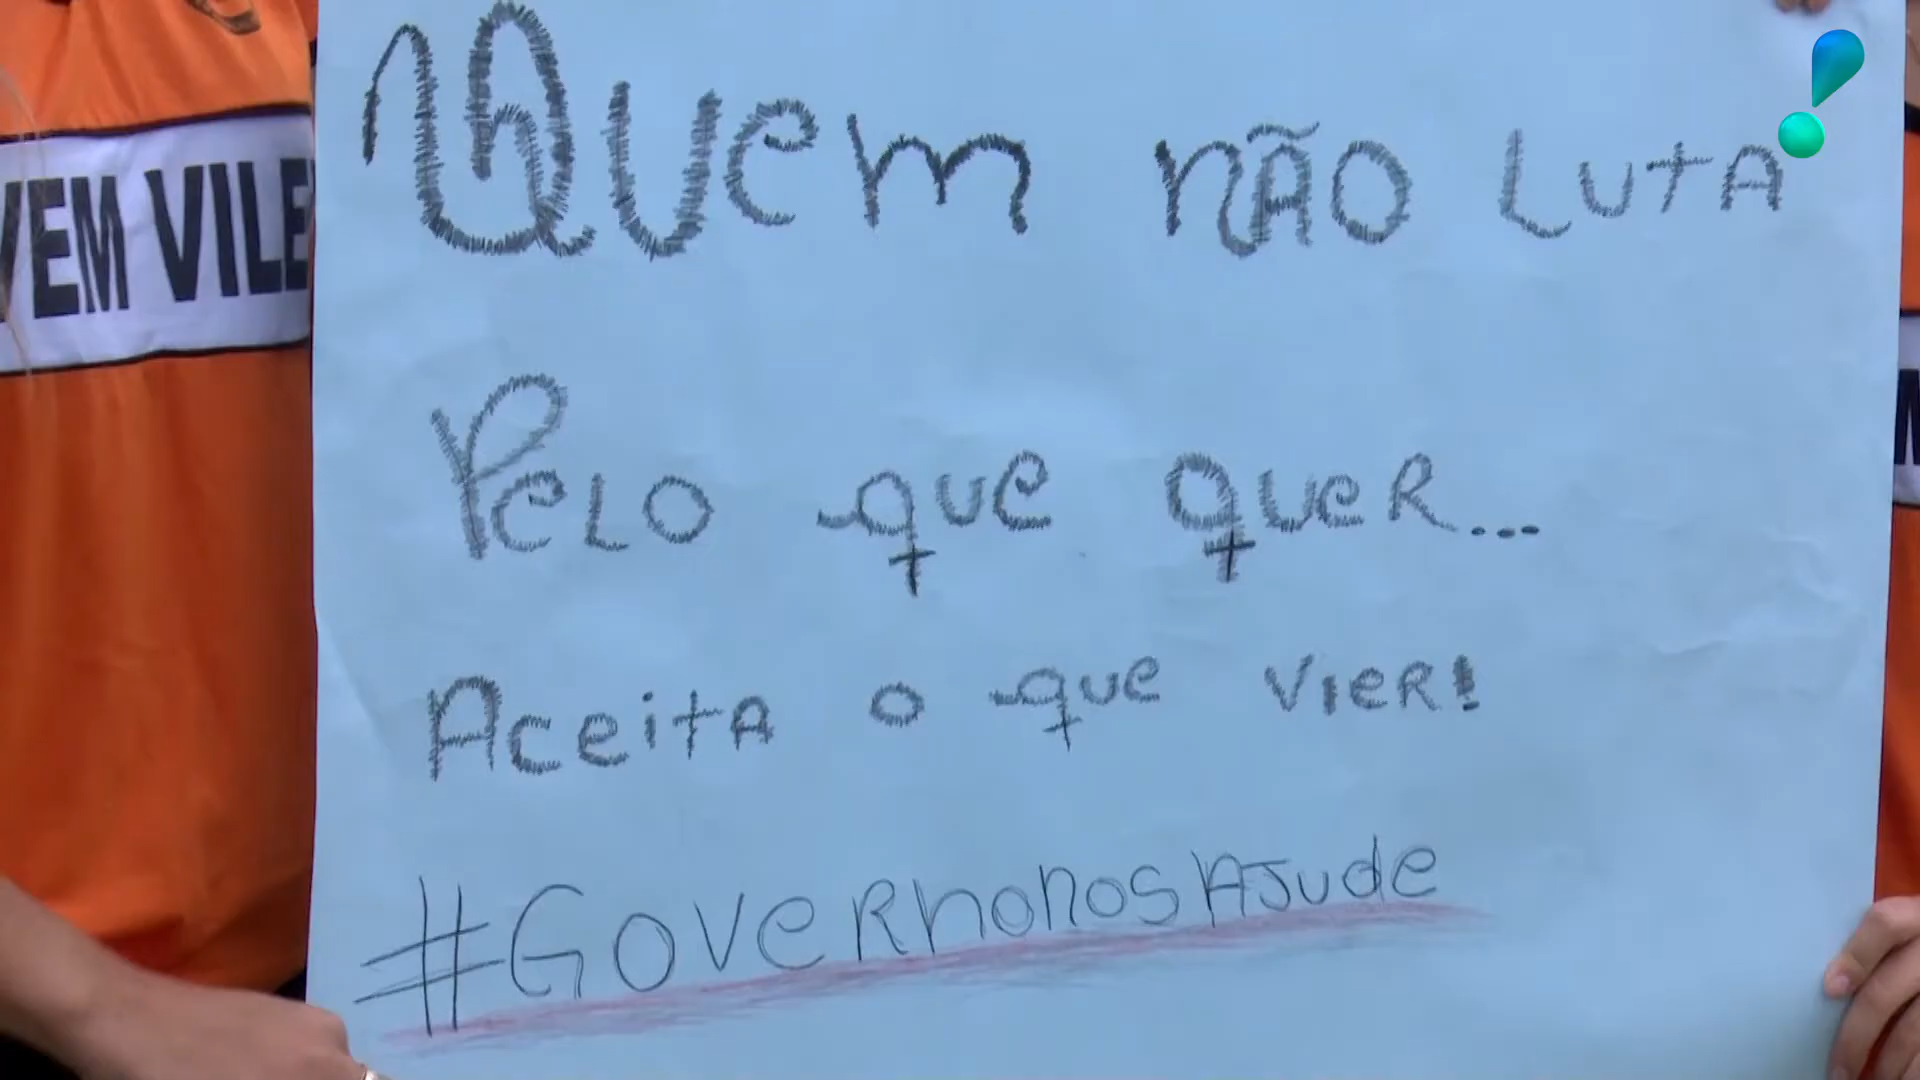 Quem não luta
Pelo que quer...
Aceita o que vier!
#GovernonosAjude
VEM VILE